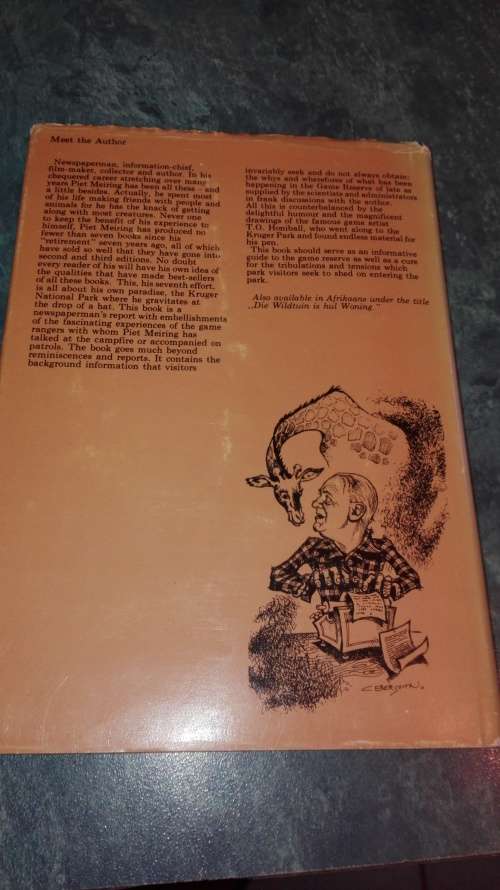 Meet the Author
Newspaperman, information-chief,
film-maker, collector and author. In his
chequered career stretching over many
years Piet Meiring has been all these — and
a little besides. Actually, he spent most
of his life making friends with people and
animals for he has the knack of getting
along with most creatures. Never one
to keep the benefit of his experience to
himself, Piet Meiring has produced no
fewer than seven books since his
"retirement" seven years ago, all of which
have sold so well that they have gone into
second and third editions. No doubt
every reader of his will have his own idea of
the qualities that have made best-sellers
of all these books. This, his seventh effort,
is all about his own paradise, the Kruger
National Park where he gravitates at
the drop of a hat. This book is a
newspaperman's report with embellishments
of the fascinating experiences of the game
rangers with whom Piet Meiring has
talked at the campfire or accompanied on
patrols. The book goes much beyond
reminiscences and reports. It contains the
background information that visitors
invariably seek and do not always obtain;
the whys and wherefores of what has been
happening in the Game Reserve of late as
supplied by the scientists and administrators
in frank discussions with the author.
All this is counterbalanced by the
delightful humour and the magnificent
drawings of the famous game artist
T.O. Honiball, who went along to the
Kruger Park and found endless material for
his pen.
This book should serve as an informative
guide to the game reserve as well as a cure
for the tribulations and tensions which
park visitors seek to shed on entering the
park.
Also available in Afrikaans under the title
„Die Wildtuin is hul Woning."